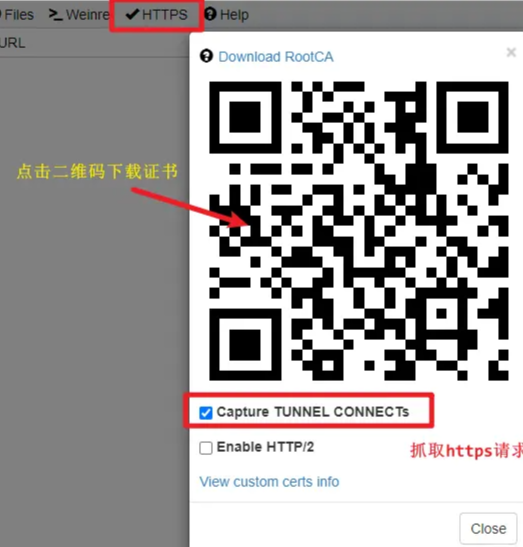 Files Weinre HTTPS Help
URL
Download RootCA ×
点击二维码下载证书
Capture TUNNEL CONNECTs
Enable HTTP/2
抓取https请求
View custom certs info
Close